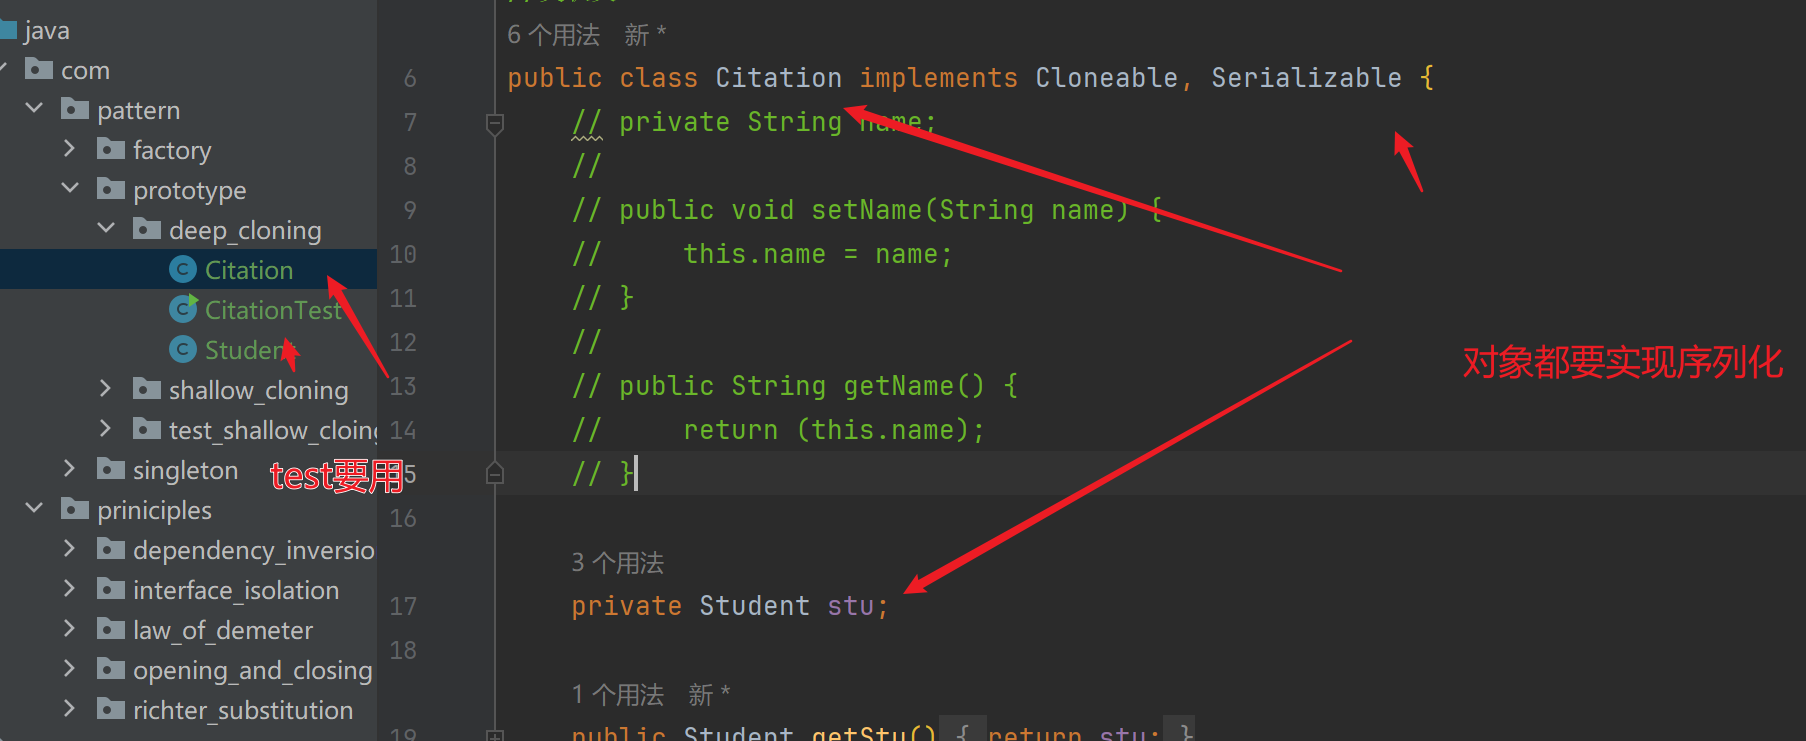 java
com
pattern
factory
prototype
deep_cloning
Citation
CitationTest
Student
shallow_cloning
test_shallow_cloing
singleton
test要用
priniciples
dependency_inversio
interface_isolation
law_of_demeter
opening_and_closing
richter_substitution
6 个用法 新 *
6 public class Citation implements Cloneable, Serializable {
7 // private String name;
8 //
9 // public void setName(String name) {
10 // this.name = name;
11 // }
12 //
13 // public String getName() {
14 // return (this.name);
15 // }
16
3 个用法
17 private Student stu;
18
1 个用法 新 *
19 public Student getStu() { return stu; }
对象都要实现序列化